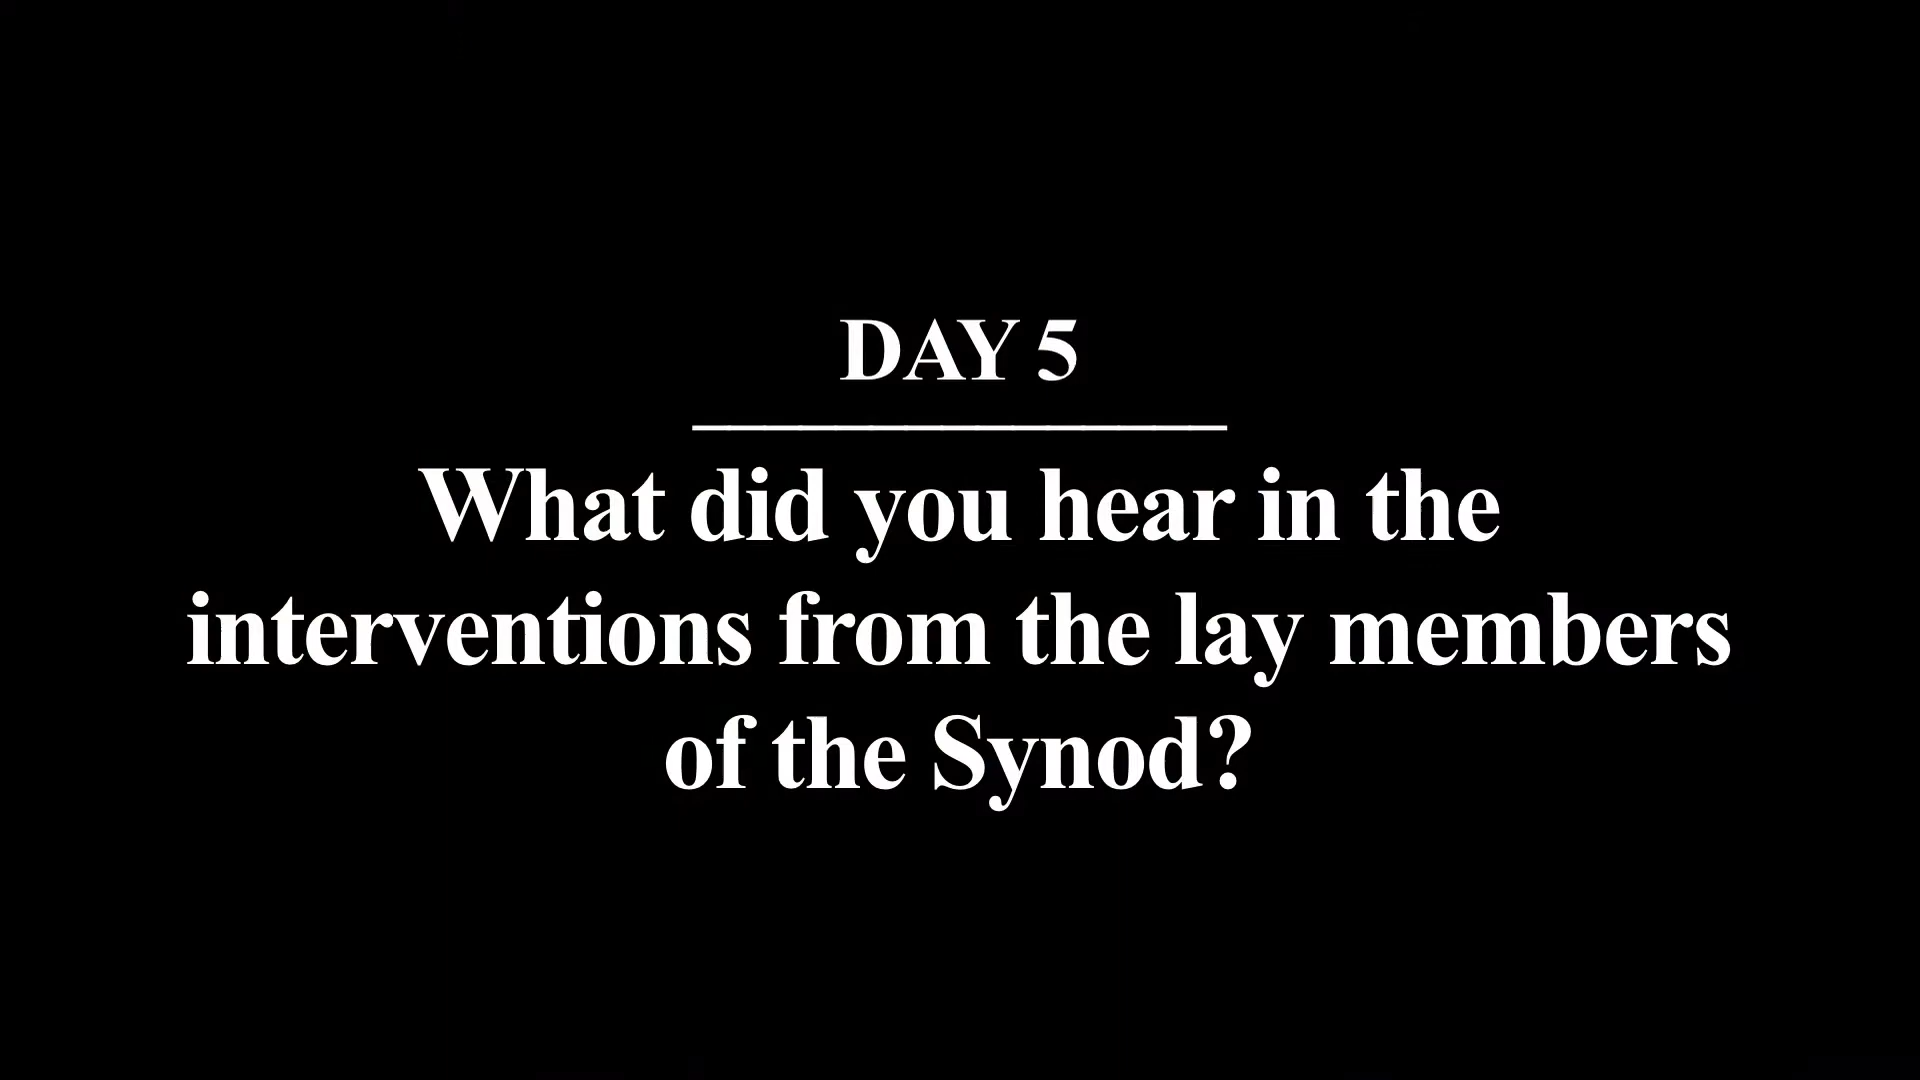 DAY 5
What did you hear in the
interventions from the lay members
of the Synod?